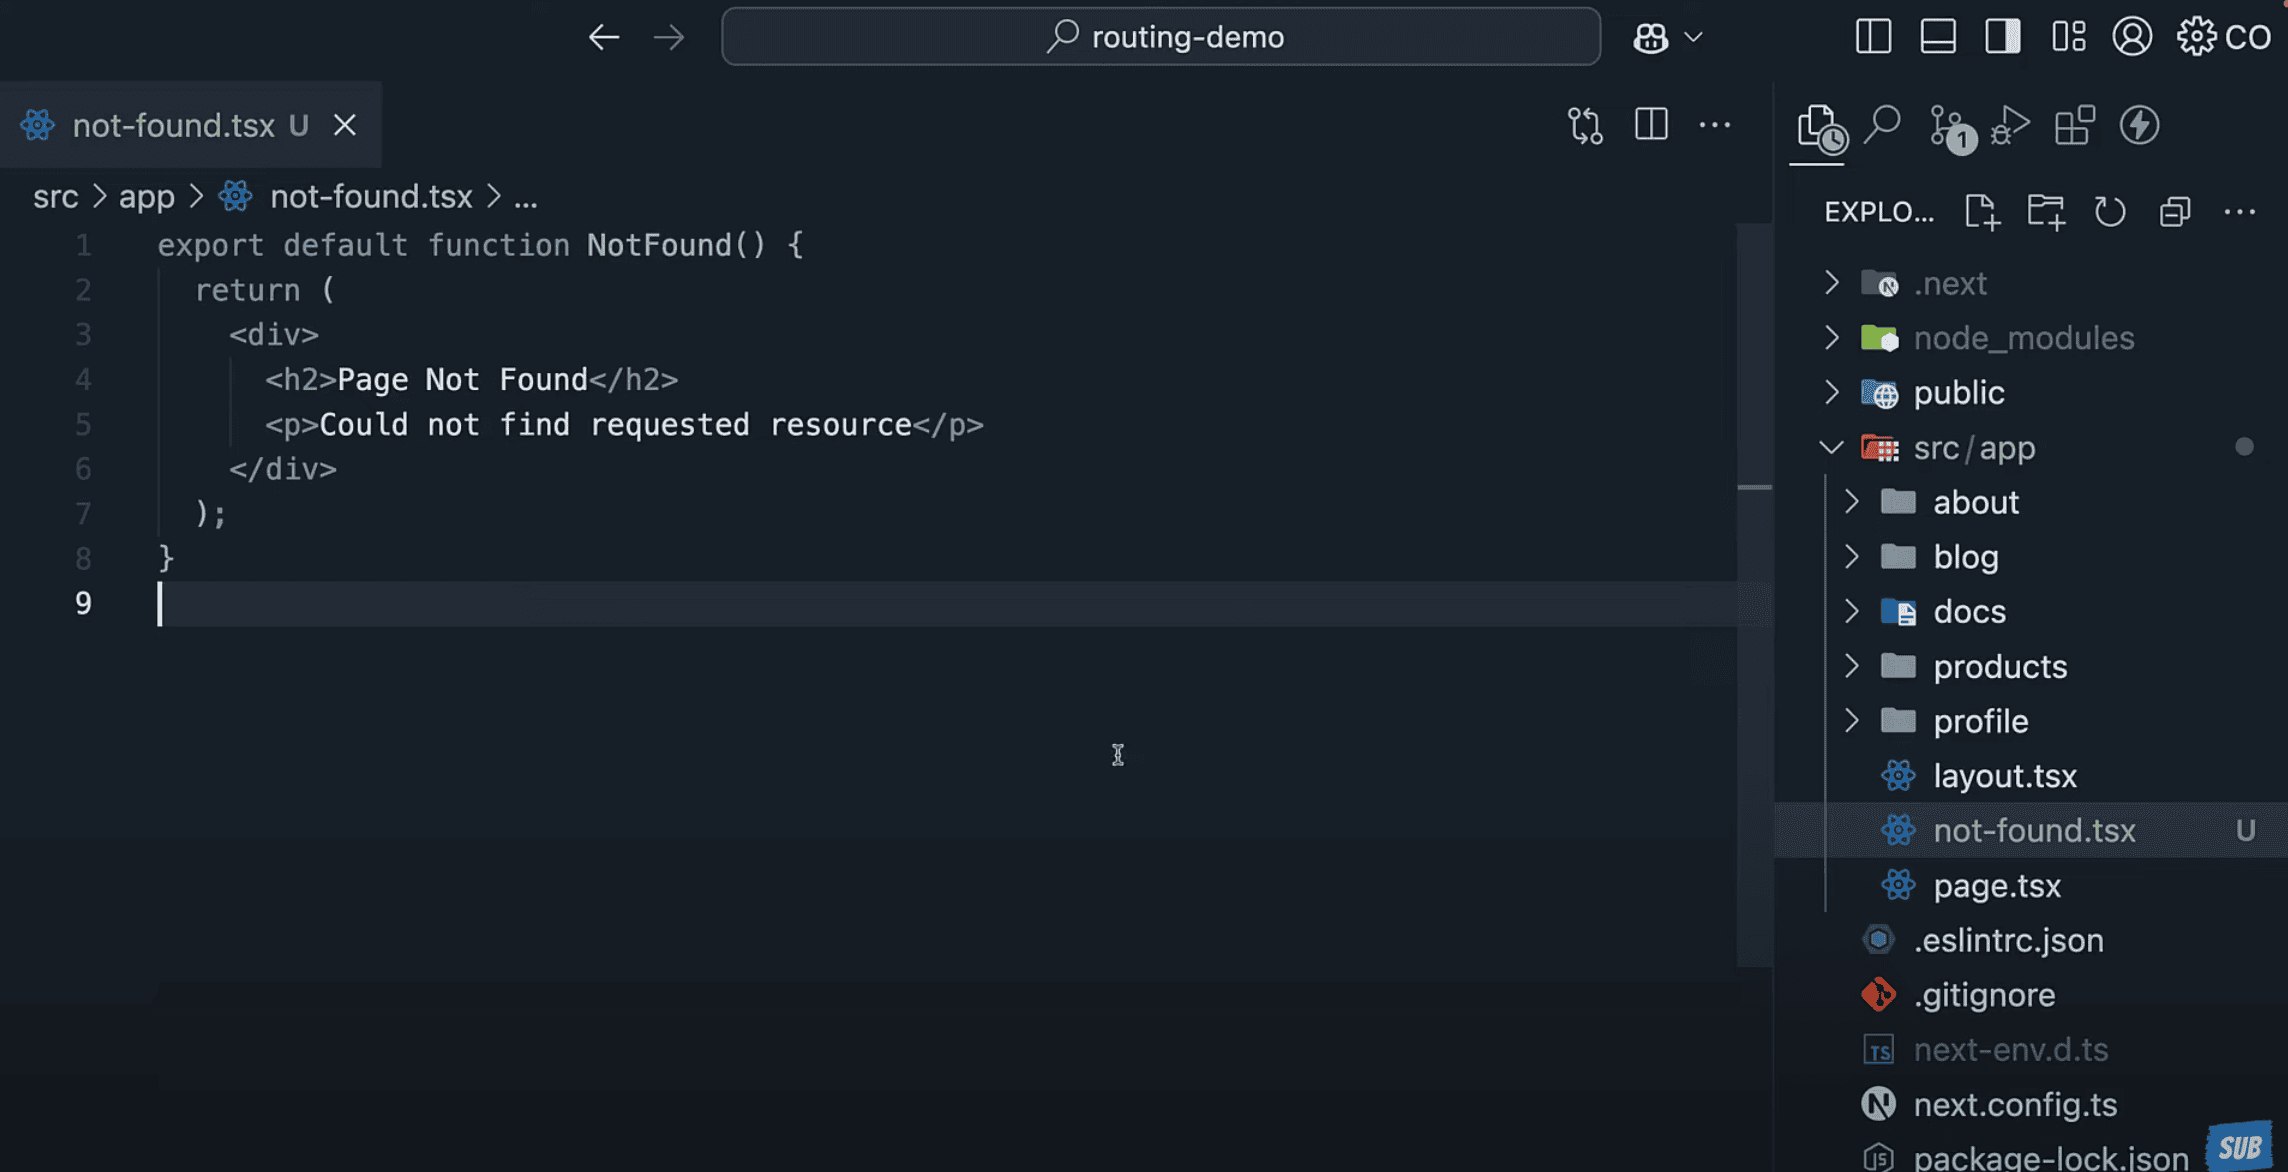 routing-demo
CO
not-found.tsx U
src > app > not-found.tsx > ...
1 export default function NotFound() {
2 return (
3 <div>
4 <h2>Page Not Found</h2>
5 <p>Could not find requested resource</p>
6 </div>
7 );
8 }
9
1
EXPLO...
.next
node_modules
public
src/app
about
blog
docs
products
profile
layout.tsx
not-found.tsx U
page.tsx
.eslintrc.json
.gitignore
TS next-env.d.ts
N next.config.ts
JS package-lock.json
SUB